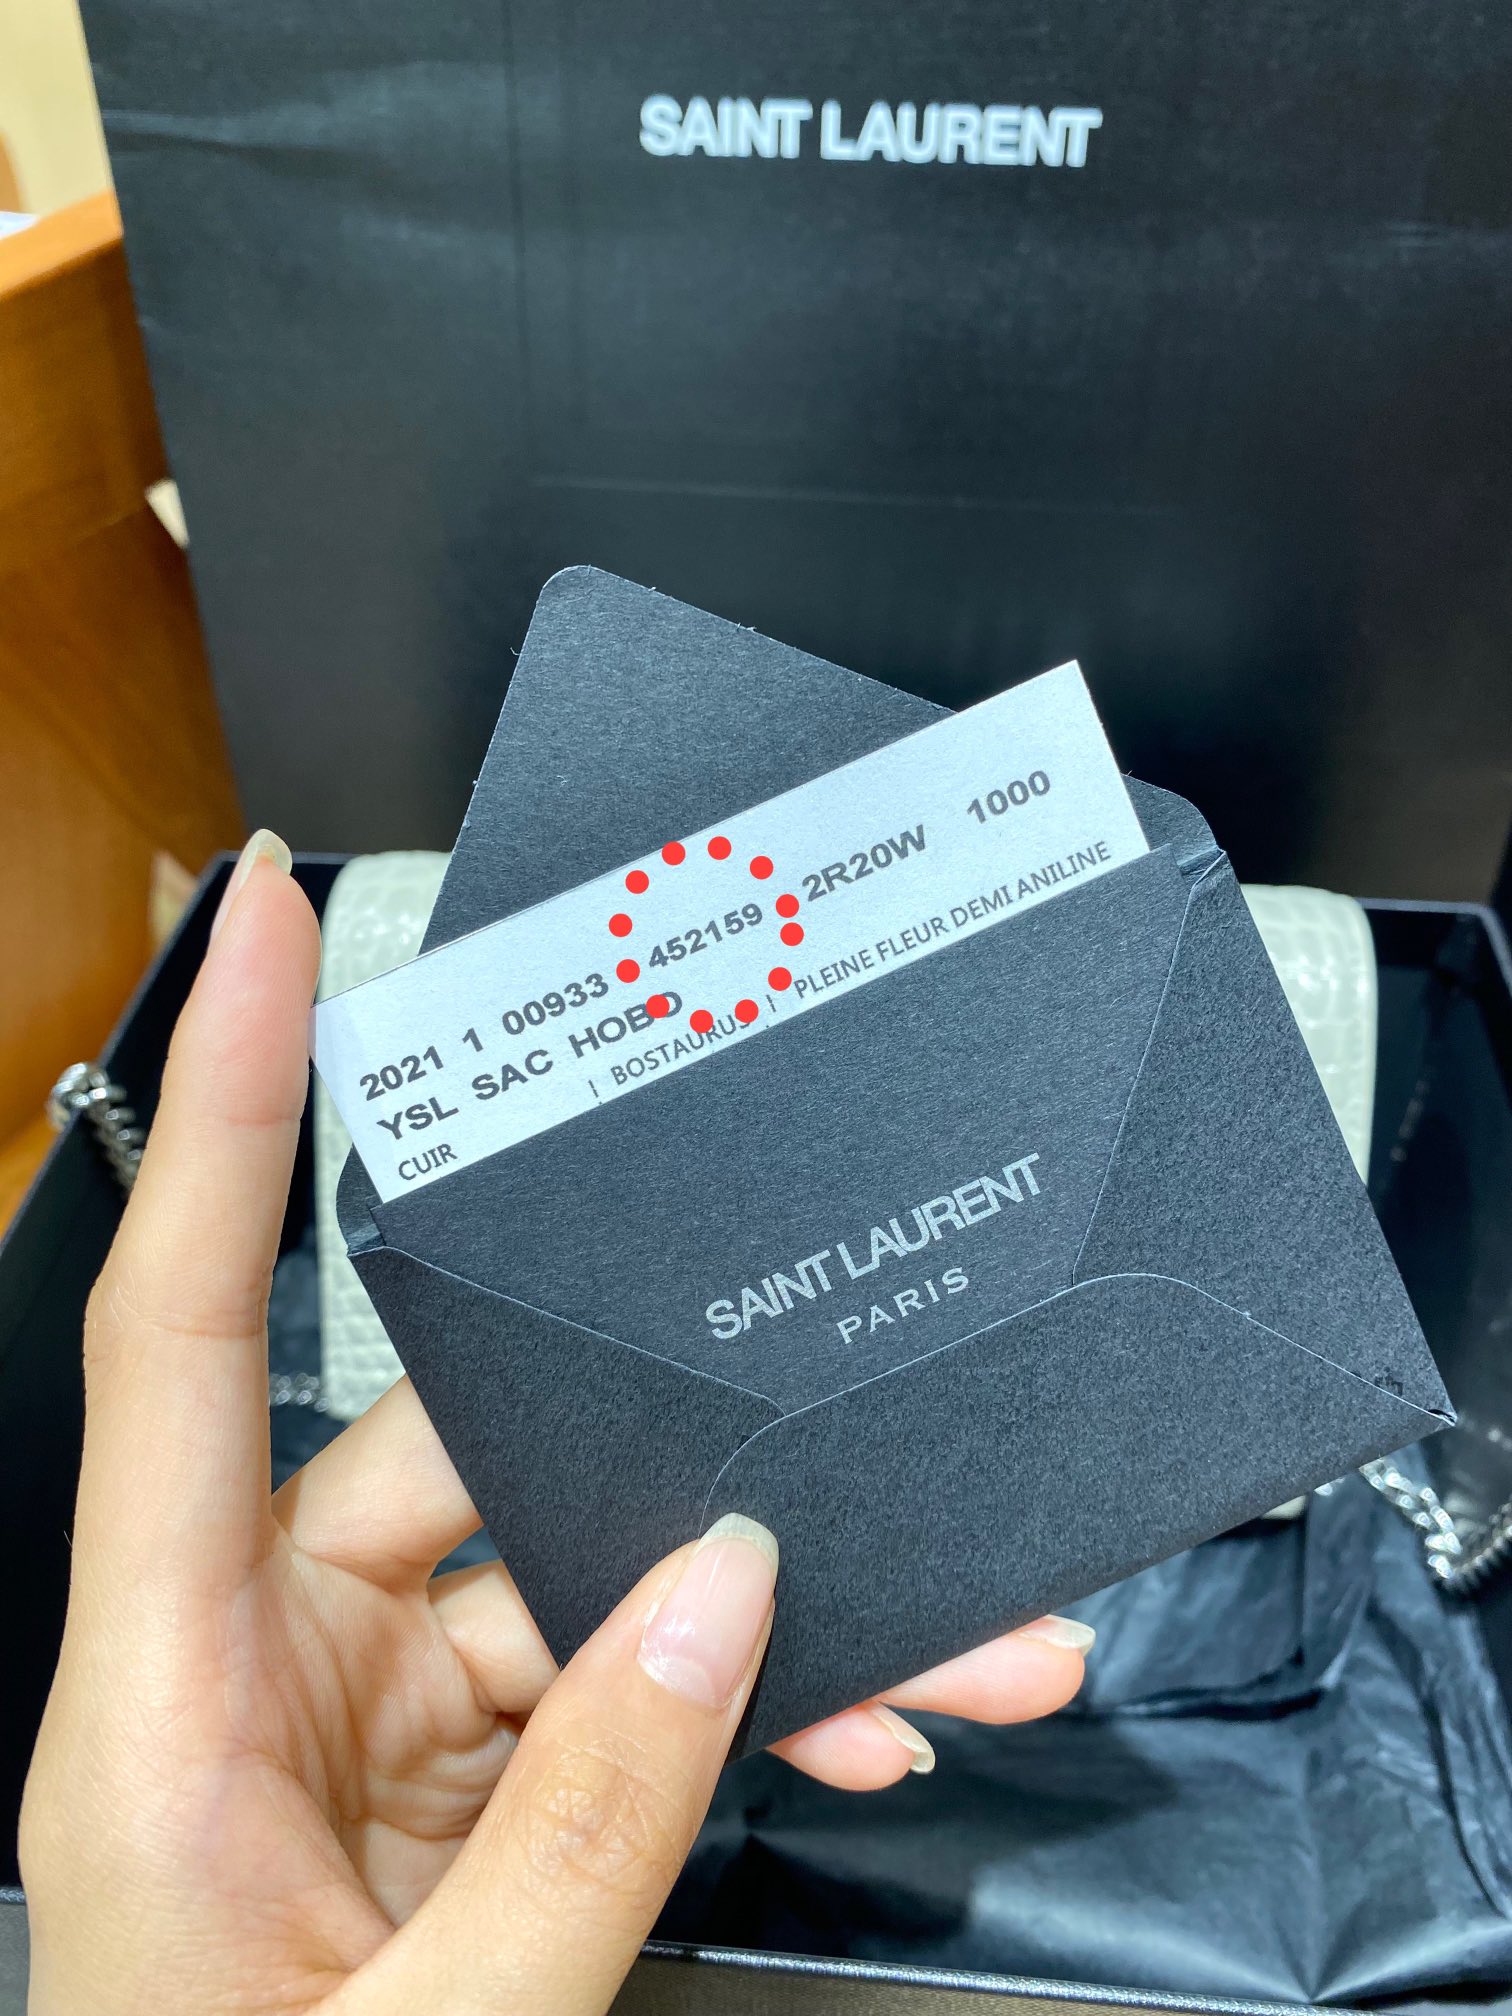 SAINT LAURENT
2021 1 00933 452159 2R20W 1000
YSL SAC HOBO
CUIR | BOSTAURUS | PLEINE FLEUR DEMI ANILINE
SAINT LAURENT
PARIS